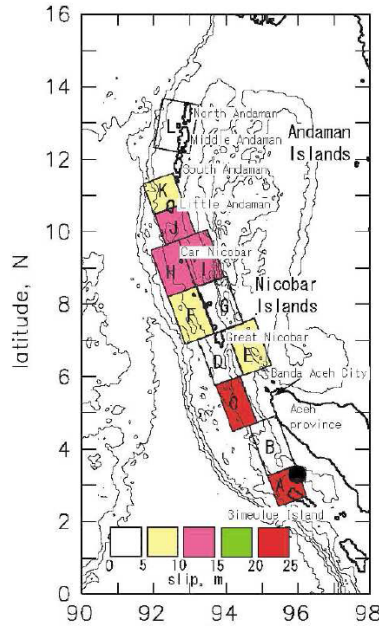 16
14
12
10
8
6
4
2
0
latitude, N
90 92 94 96 98
L
North Andaman
Middle Andaman
Andaman
Islands
South Andaman
K
Little Andaman
J
Car Nicobar
H I
Nicobar
Islands
G
F
Great Nicobar
D E
Banda Aceh City
C
Aceh
province
B
A
Simeulue Island
0 5 10 15 20 25
slip, m